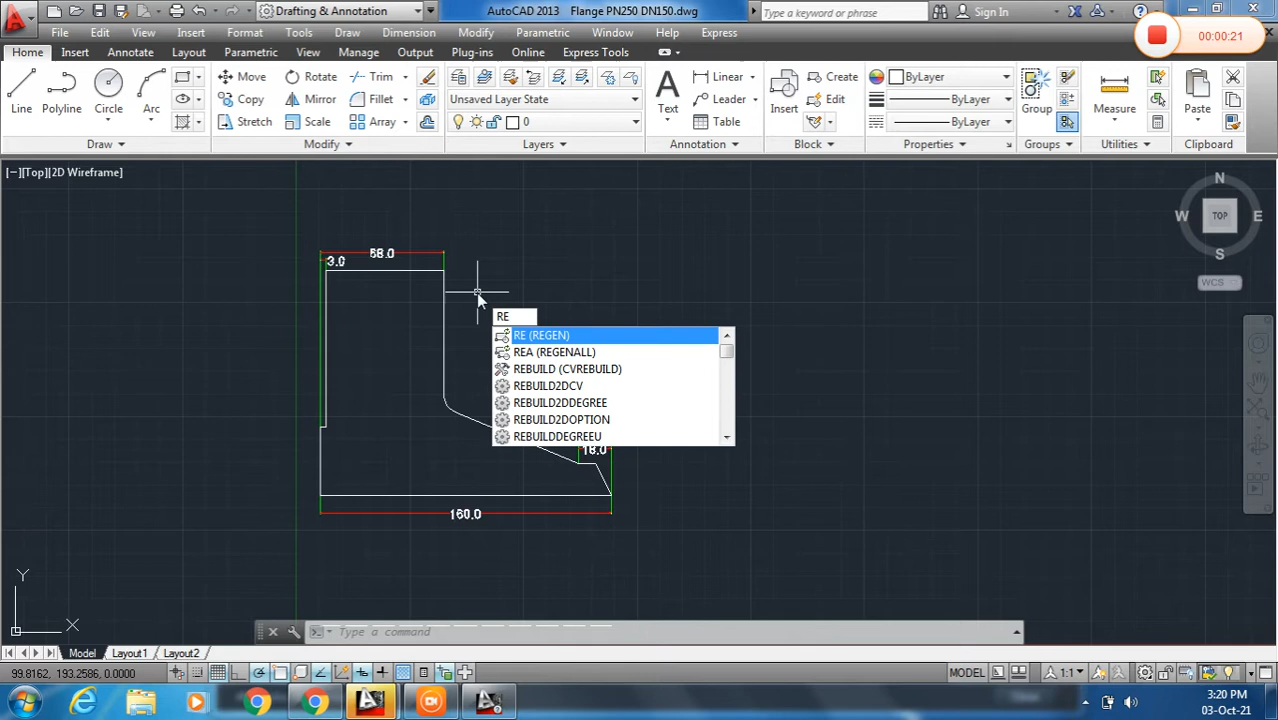 Drafting & Annotation AutoCAD 2013 Flange PN250 DN150.dwg Type a keyword or phrase Sign In
File Edit View Insert Format Tools Draw Dimension Modify Parametric Window Help Express 00:00:21
Home Insert Annotate Layout Parametric View Manage Output Plug-ins Online Express Tools
Move Rotate Trim Linear Create ByLayer
Copy Mirror Fillet Unsaved Layer State Leader Edit ByLayer
Line Polyline Circle Arc Text Insert Group Measure Paste
Stretch Scale Array 0 Table ByLayer
Draw Modify Layers Annotation Block Properties Groups Utilities Clipboard
[−][Top][2D Wireframe]
N
W TOP E
S
WCS
68.0
3.0
RE
RE (REGEN)
REA (REGENALL)
REBUILD (CVREBUILD)
REBUILD2DCV
REBUILD2DDEGREE
REBUILD2DOPTION
REBUILDDEGREEU
18.0
160.0
Y
X
Type a command
Model Layout1 Layout2
99.8162, 193.2586, 0.0000 MODEL 1:1
3:20 PM
03-Oct-21